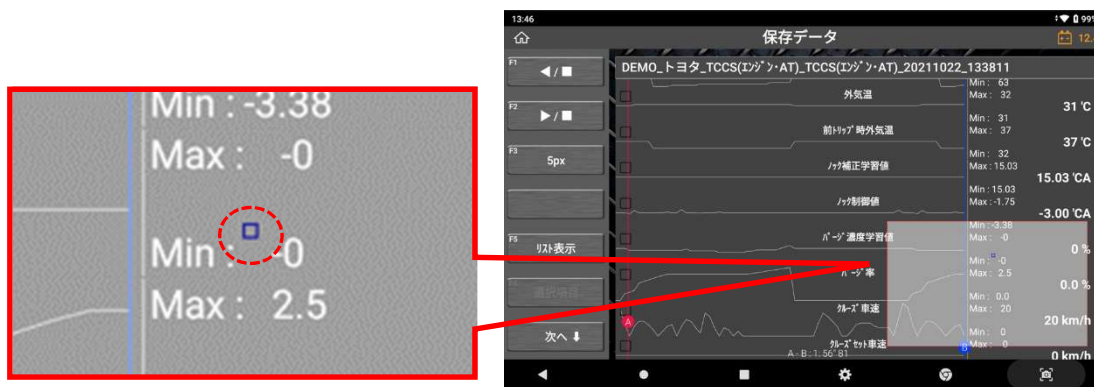 Min : -3.38
Max : -0
Min : -0
Max : 2.5
13:46
99%
保存データ
12.
F1
◀/■
F2
▶/■
F3
5px
F5
リスト表示
選択項目
次へ⬇
DEMO_トヨタ_TCCS(エンジン・AT)_TCCS(エンジン・AT)_20211022_133811
Min : 63
外気温
Max : 32
31 ℃
Min : 31
前トリップ時外気温
Max : 37
37 ℃
Min : 32
ノック補正学習値
Max : 15.03
15.03 ℃A
Min : 15.03
ノック制御値
Max : -1.75
-3.00 ℃A
Min : -3.38
パージ濃度学習値
Max : -0
0 %
Min : -0
パージ率
Max : 2.5
0.0 %
Min : 0.0
クルーズ車速
Max : 20
20 km/h
A
Min : 0
クルーズセット車速
Max : 0
B
A - B : 1: 56" 81
0 km/h